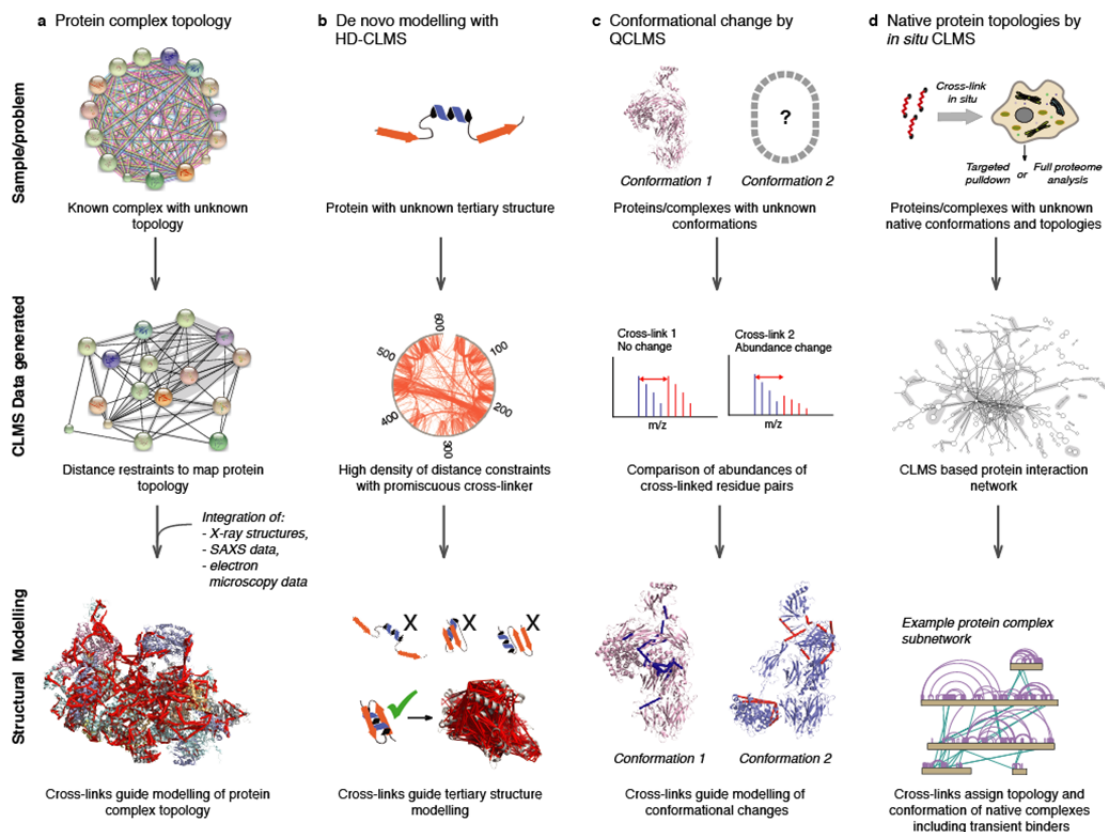 a Protein complex topology
b De novo modelling with
HD-CLMS
c Conformational change by
QCLMS
d Native protein topologies by
in situ CLMS
Sample/problem
Known complex with unknown
topology
Protein with unknown tertiary structure
?
Conformation 1
Conformation 2
Proteins/complexes with unknown
conformations
Cross-link
in situ
Targeted
pulldown
or
Full proteome
analysis
Proteins/complexes with unknown
native conformations and topologies
CLMS Data generated
Distance restraints to map protein
topology
600
100
200
300
400
500
High density of distance constraints
with promiscuous cross-linker
Cross-link 1
No change
m/z
Cross-link 2
Abundance change
m/z
Comparison of abundances of
cross-linked residue pairs
CLMS based protein interaction
network
Integration of:
- X-ray structures,
- SAXS data,
- electron
microscopy data
Structural Modelling
Cross-links guide modelling of protein
complex topology
X
X
X
Cross-links guide tertiary structure
modelling
Conformation 1
Conformation 2
Cross-links guide modelling of
conformational changes
Example protein complex
subnetwork
Cross-links assign topology and
conformation of native complexes
including transient binders